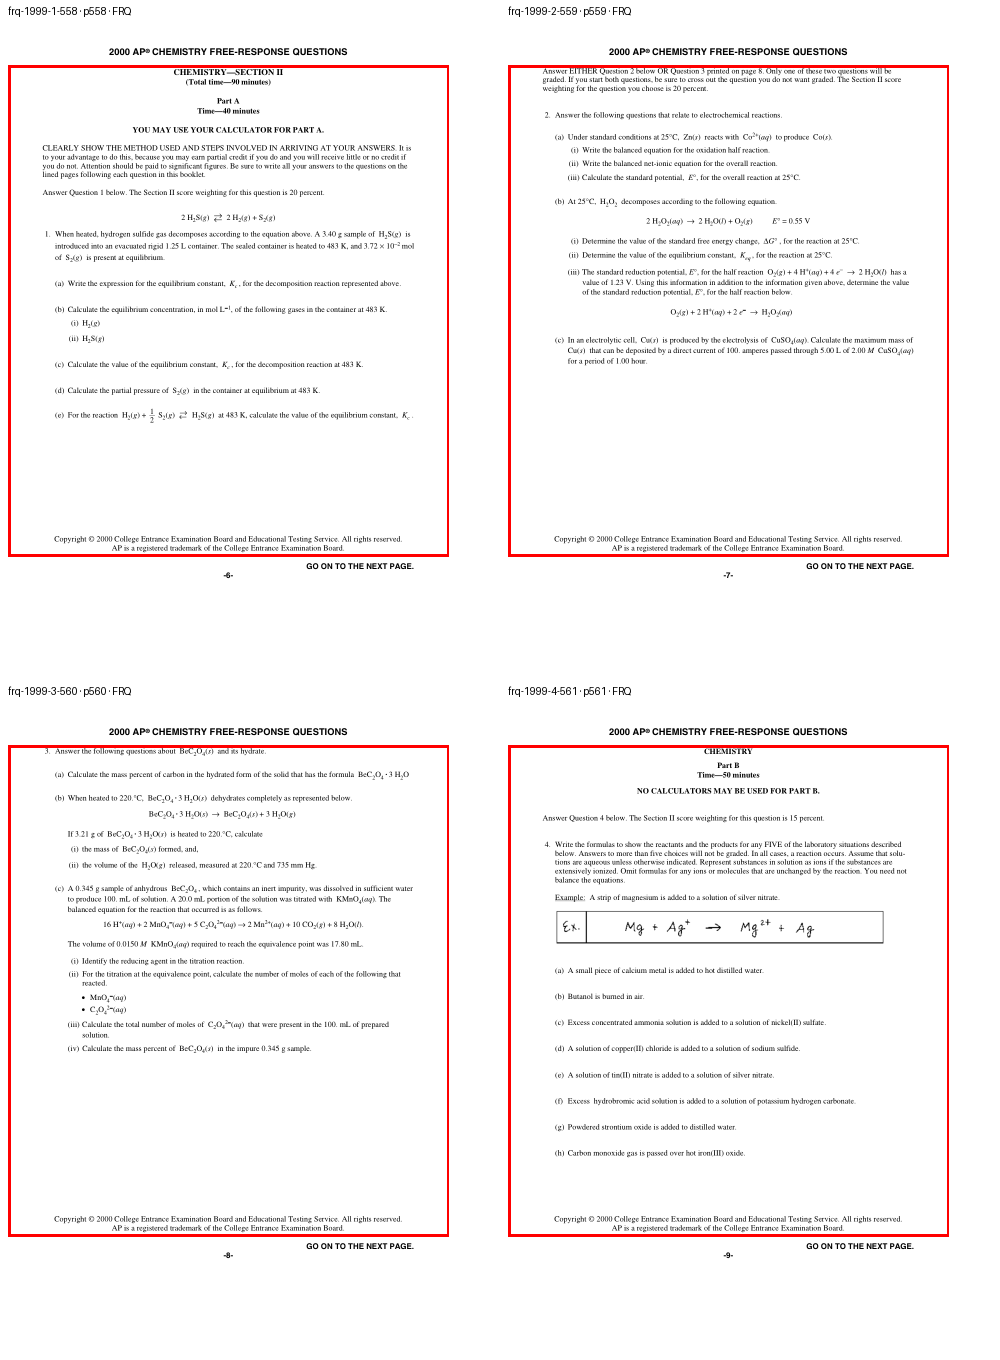 frq-1999-1-558 · p558 · FRQ
2000 AP® CHEMISTRY FREE-RESPONSE QUESTIONS
CHEMISTRY—SECTION II
(Total time—90 minutes)
Part A
Time—40 minutes
YOU MAY USE YOUR CALCULATOR FOR PART A.
CLEARLY SHOW THE METHOD USED AND STEPS INVOLVED IN ARRIVING AT YOUR ANSWERS. It is
to your advantage to do this, because you may earn partial credit if you do and you will receive little or no credit if
you do not. Attention should be paid to significant figures. Be sure to write all your answers to the questions on the
lined pages following each question in this booklet.
Answer Question 1 below. The Section II score weighting for this question is 20 percent.
2 H₂S(g) ⇄ 2 H₂(g) + S₂(g)
1. When heated, hydrogen sulfide gas decomposes according to the equation above. A 3.40 g sample of H₂S(g) is
introduced into an evacuated rigid 1.25 L container. The sealed container is heated to 483 K, and 3.72 × 10⁻² mol
of S₂(g) is present at equilibrium.
(a) Write the expression for the equilibrium constant, K꜀, for the decomposition reaction represented above.
(b) Calculate the equilibrium concentration, in mol L⁻¹, of the following gases in the container at 483 K.
(i) H₂(g)
(ii) H₂S(g)
(c) Calculate the value of the equilibrium constant, K꜀, for the decomposition reaction at 483 K.
(d) Calculate the partial pressure of S₂(g) in the container at equilibrium at 483 K.
(e) For the reaction H₂(g) + 1/2 S₂(g) ⇄ H₂S(g) at 483 K, calculate the value of the equilibrium constant, K꜀.
Copyright © 2000 College Entrance Examination Board and Educational Testing Service. All rights reserved.
AP is a registered trademark of the College Entrance Examination Board.
GO ON TO THE NEXT PAGE.
-6-
frq-1999-2-559 · p559 · FRQ
2000 AP® CHEMISTRY FREE-RESPONSE QUESTIONS
Answer EITHER Question 2 below OR Question 3 printed on page 8. Only one of these two questions will be
graded. If you start both questions, be sure to cross out the question you do not want graded. The Section II score
weighting for the question you choose is 20 percent.
2. Answer the following questions that relate to electrochemical reactions.
(a) Under standard conditions at 25°C, Zn(s) reacts with Co²⁺(aq) to produce Co(s).
(i) Write the balanced equation for the oxidation half reaction.
(ii) Write the balanced net-ionic equation for the overall reaction.
(iii) Calculate the standard potential, E°, for the overall reaction at 25°C.
(b) At 25°C, H₂O₂ decomposes according to the following equation.
2 H₂O₂(aq) → 2 H₂O(l) + O₂(g) E° = 0.55 V
(i) Determine the value of the standard free energy change, ΔG°, for the reaction at 25°C.
(ii) Determine the value of the equilibrium constant, Keq, for the reaction at 25°C.
(iii) The standard reduction potential, E°, for the half reaction O₂(g) + 4 H⁺(aq) + 4 e⁻ → 2 H₂O(l) has a
value of 1.23 V. Using this information in addition to the information given above, determine the value
of the standard reduction potential, E°, for the half reaction below.
O₂(g) + 2 H⁺(aq) + 2 e⁻ → H₂O₂(aq)
(c) In an electrolytic cell, Cu(s) is produced by the electrolysis of CuSO₄(aq). Calculate the maximum mass of
Cu(s) that can be deposited by a direct current of 100. amperes passed through 5.00 L of 2.00 M CuSO₄(aq)
for a period of 1.00 hour.
Copyright © 2000 College Entrance Examination Board and Educational Testing Service. All rights reserved.
AP is a registered trademark of the College Entrance Examination Board.
GO ON TO THE NEXT PAGE.
-7-
frq-1999-3-560 · p560 · FRQ
2000 AP® CHEMISTRY FREE-RESPONSE QUESTIONS
3. Answer the following questions about BeC₂O₄(s) and its hydrate.
(a) Calculate the mass percent of carbon in the hydrated form of the solid that has the formula BeC₂O₄ · 3 H₂O
(b) When heated to 220.°C, BeC₂O₄ · 3 H₂O(s) dehydrates completely as represented below.
BeC₂O₄ · 3 H₂O(s) → BeC₂O₄(s) + 3 H₂O(g)
If 3.21 g of BeC₂O₄ · 3 H₂O(s) is heated to 220.°C, calculate
(i) the mass of BeC₂O₄(s) formed, and,
(ii) the volume of the H₂O(g) released, measured at 220.°C and 735 mm Hg.
(c) A 0.345 g sample of anhydrous BeC₂O₄, which contains an inert impurity, was dissolved in sufficient water
to produce 100. mL of solution. A 20.0 mL portion of the solution was titrated with KMnO₄(aq). The
balanced equation for the reaction that occurred is as follows.
16 H⁺(aq) + 2 MnO₄⁻(aq) + 5 C₂O₄²⁻(aq) → 2 Mn²⁺(aq) + 10 CO₂(g) + 8 H₂O(l).
The volume of 0.0150 M KMnO₄(aq) required to reach the equivalence point was 17.80 mL.
(i) Identify the reducing agent in the titration reaction.
(ii) For the titration at the equivalence point, calculate the number of moles of each of the following that
reacted.
• MnO₄⁻(aq)
• C₂O₄²⁻(aq)
(iii) Calculate the total number of moles of C₂O₄²⁻(aq) that were present in the 100. mL of prepared
solution.
(iv) Calculate the mass percent of BeC₂O₄(s) in the impure 0.345 g sample.
Copyright © 2000 College Entrance Examination Board and Educational Testing Service. All rights reserved.
AP is a registered trademark of the College Entrance Examination Board.
GO ON TO THE NEXT PAGE.
-8-
frq-1999-4-561 · p561 · FRQ
2000 AP® CHEMISTRY FREE-RESPONSE QUESTIONS
CHEMISTRY
Part B
Time—50 minutes
NO CALCULATORS MAY BE USED FOR PART B.
Answer Question 4 below. The Section II score weighting for this question is 15 percent.
4. Write the formulas to show the reactants and the products for any FIVE of the laboratory situations described
below. Answers to more than five choices will not be graded. In all cases, a reaction occurs. Assume that solu-
tions are aqueous unless otherwise indicated. Represent substances in solution as ions if the substances are
extensively ionized. Omit formulas for any ions or molecules that are unchanged by the reaction. You need not
balance the equations.
Example: A strip of magnesium is added to a solution of silver nitrate.
Ex. Mg + Ag⁺ → Mg²⁺ + Ag
(a) A small piece of calcium metal is added to hot distilled water.
(b) Butanol is burned in air.
(c) Excess concentrated ammonia solution is added to a solution of nickel(II) sulfate.
(d) A solution of copper(II) chloride is added to a solution of sodium sulfide.
(e) A solution of tin(II) nitrate is added to a solution of silver nitrate.
(f) Excess hydrobromic acid solution is added to a solution of potassium hydrogen carbonate.
(g) Powdered strontium oxide is added to distilled water.
(h) Carbon monoxide gas is passed over hot iron(III) oxide.
Copyright © 2000 College Entrance Examination Board and Educational Testing Service. All rights reserved.
AP is a registered trademark of the College Entrance Examination Board.
GO ON TO THE NEXT PAGE.
-9-